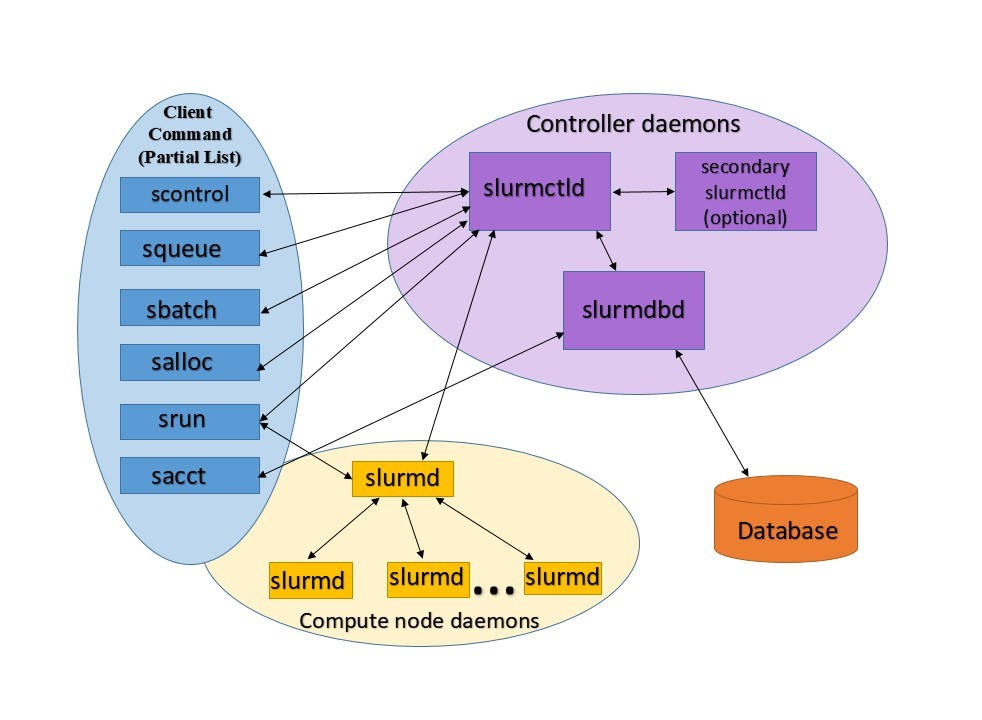 Client
Command
(Partial List)
scontrol
squeue
sbatch
salloc
srun
sacct
Controller daemons
slurmctld
secondary
slurmctld
(optional)
slurmdbd
slurmd
slurmd
slurmd
...
slurmd
Compute node daemons
Database